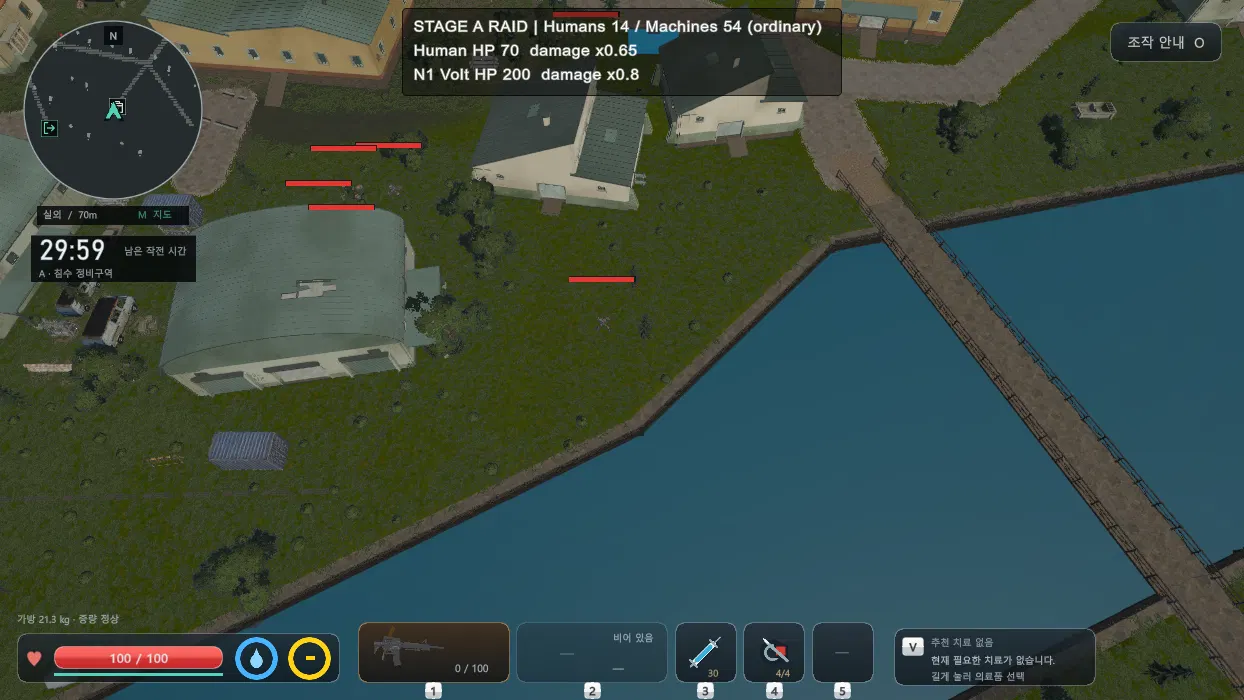 STAGE A RAID | Humans 14 / Machines 54 (ordinary)
Human HP 70 damage x0.65
N1 Volt HP 200 damage x0.8
조작 안내 O
N
실외 / 70m M 지도
29:59 남은 작전 시간
A · 침수 정비구역
가방 21.3 kg · 중량 정상
100 / 100
0 / 100
1
비어 있음
2
30
3
4/4
4
5
V
추천 치료 없음
현재 필요한 치료가 없습니다.
길게 눌러 의료품 선택